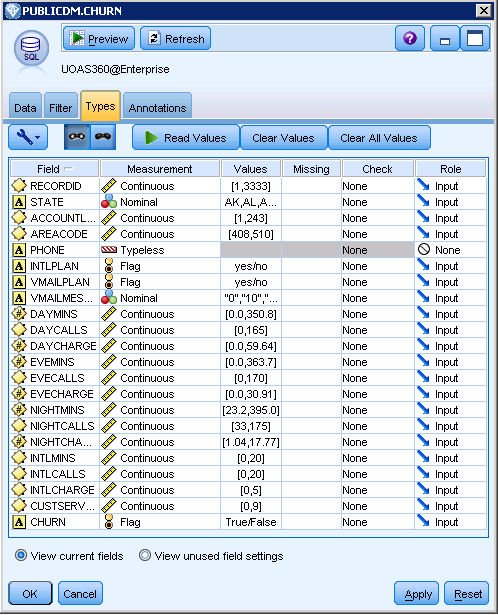 PUBLICDM.CHURN
SQL
Preview
Refresh
UOAS360@Enterprise
Data Filter Types Annotations
Read Values Clear Values Clear All Values
Field Measurement Values Missing Check Role
RECORDID Continuous [1,3333] None Input
A STATE Nominal AK,AL,A... None Input
ACCOUNTL... Continuous [1,243] None Input
AREACODE Continuous [408,510] None Input
A PHONE Typeless None None
A INTLPLAN Flag yes/no None Input
A VMAILPLAN Flag yes/no None Input
A VMAILMES... Nominal "0","10","... None Input
# DAYMINS Continuous [0.0,350.8] None Input
DAYCALLS Continuous [0,165] None Input
# DAYCHARGE Continuous [0.0,59.64] None Input
# EVEMINS Continuous [0.0,363.7] None Input
EVECALLS Continuous [0,170] None Input
# EVECHARGE Continuous [0.0,30.91] None Input
# NIGHTMINS Continuous [23.2,395.0] None Input
NIGHTCALLS Continuous [33,175] None Input
# NIGHTCHA... Continuous [1.04,17.77] None Input
INTLMINS Continuous [0,20] None Input
INTLCALLS Continuous [0,20] None Input
INTLCHARGE Continuous [0,5] None Input
CUSTSERV... Continuous [0,9] None Input
A CHURN Flag True/False None Input
View current fields View unused field settings
OK Cancel Apply Reset